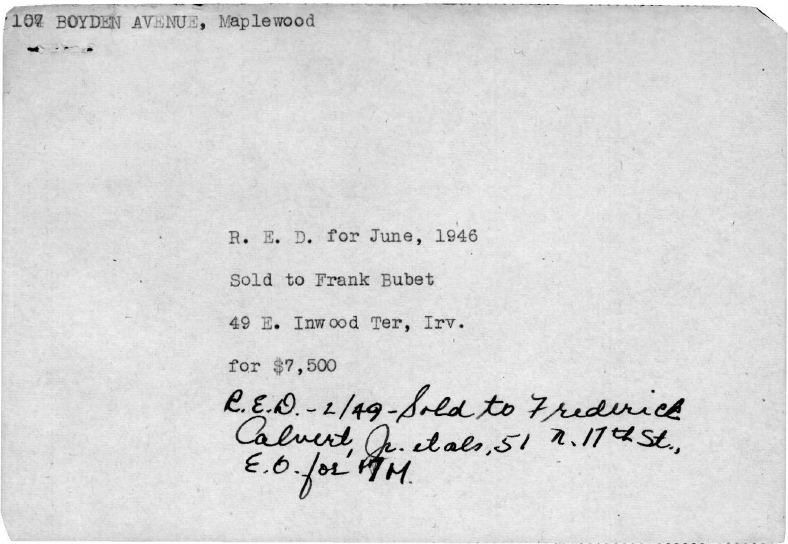 BOYDEN AVENUE, Maplewood
R. E. D. for June, 1946
Sold to Frank Bubet
49 E. Inwood Ter, Irv.
for $7,500
R.E.D. - 2/49 - Sold to Frederick
Calvert, Jr. et als, 51 N. 17th St.,
E.O. for 17M.